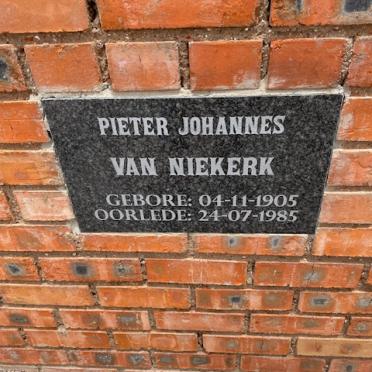 PIETER JOHANNES
VAN NIEKERK
GEBORE: 04-11-1905
OORLEDE: 24-07-1985